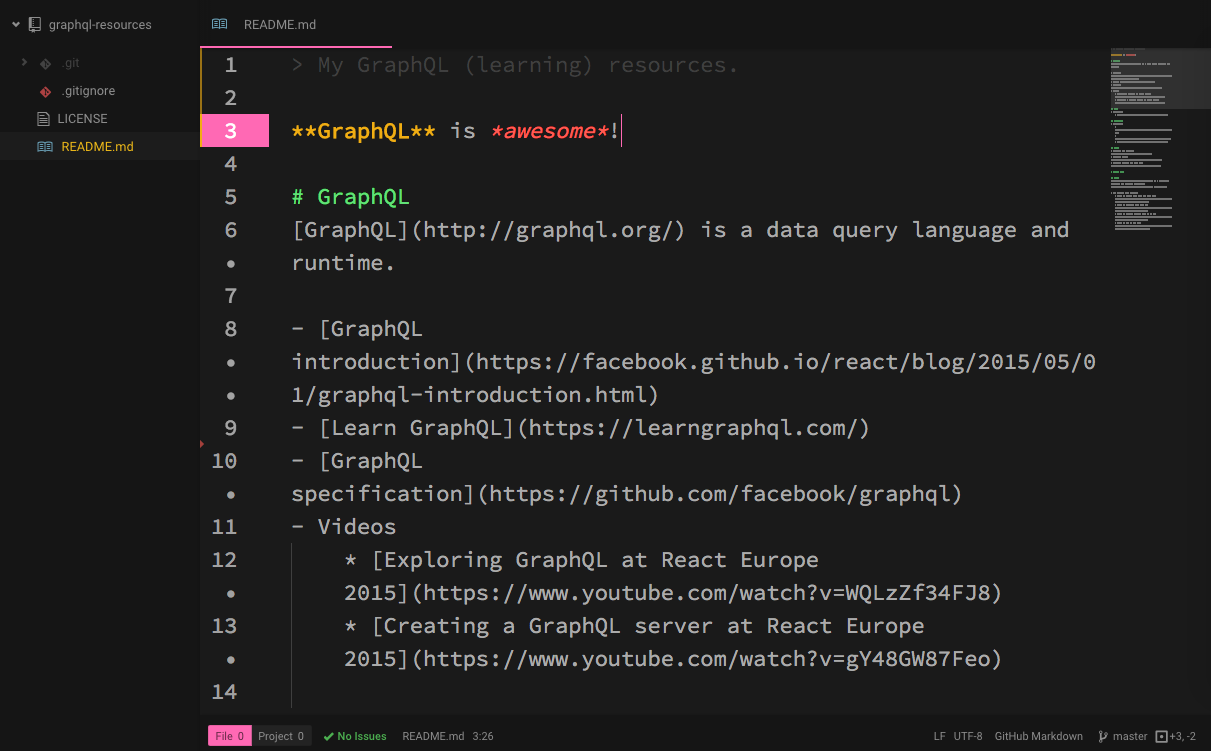 graphql-resources
.git
.gitignore
LICENSE
README.md
README.md
1 > My GraphQL (learning) resources.
2
3 **GraphQL** is *awesome*!
4
5 # GraphQL
6 [GraphQL](http://graphql.org/) is a data query language and
• runtime.
7
8 - [GraphQL
• introduction](https://facebook.github.io/react/blog/2015/05/0
• 1/graphql-introduction.html)
9 - [Learn GraphQL](https://learngraphql.com/)
10 - [GraphQL
• specification](https://github.com/facebook/graphql)
11 - Videos
12 * [Exploring GraphQL at React Europe
• 2015](https://www.youtube.com/watch?v=WQLzZf34FJ8)
13 * [Creating a GraphQL server at React Europe
• 2015](https://www.youtube.com/watch?v=gY48GW87Feo)
14
File 0 Project 0 No Issues README.md 3:26 LF UTF-8 GitHub Markdown master +3, -2